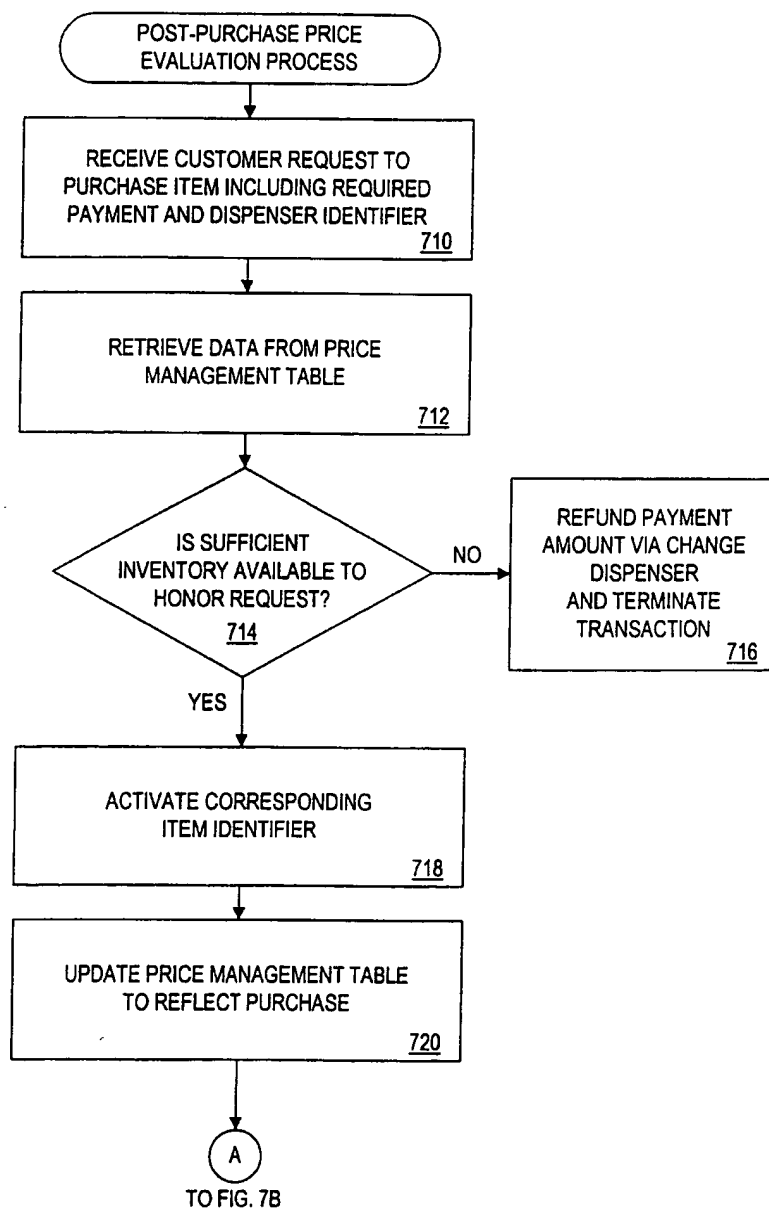 POST-PURCHASE PRICE
EVALUATION PROCESS
RECEIVE CUSTOMER REQUEST TO
PURCHASE ITEM INCLUDING REQUIRED
PAYMENT AND DISPENSER IDENTIFIER
710
RETRIEVE DATA FROM PRICE
MANAGEMENT TABLE
712
IS SUFFICIENT
INVENTORY AVAILABLE TO
HONOR REQUEST?
714
NO
REFUND PAYMENT
AMOUNT VIA CHANGE
DISPENSER
AND TERMINATE
TRANSACTION
716
YES
ACTIVATE CORRESPONDING
ITEM IDENTIFIER
718
UPDATE PRICE MANAGEMENT TABLE
TO REFLECT PURCHASE
720
A
TO FIG. 7B